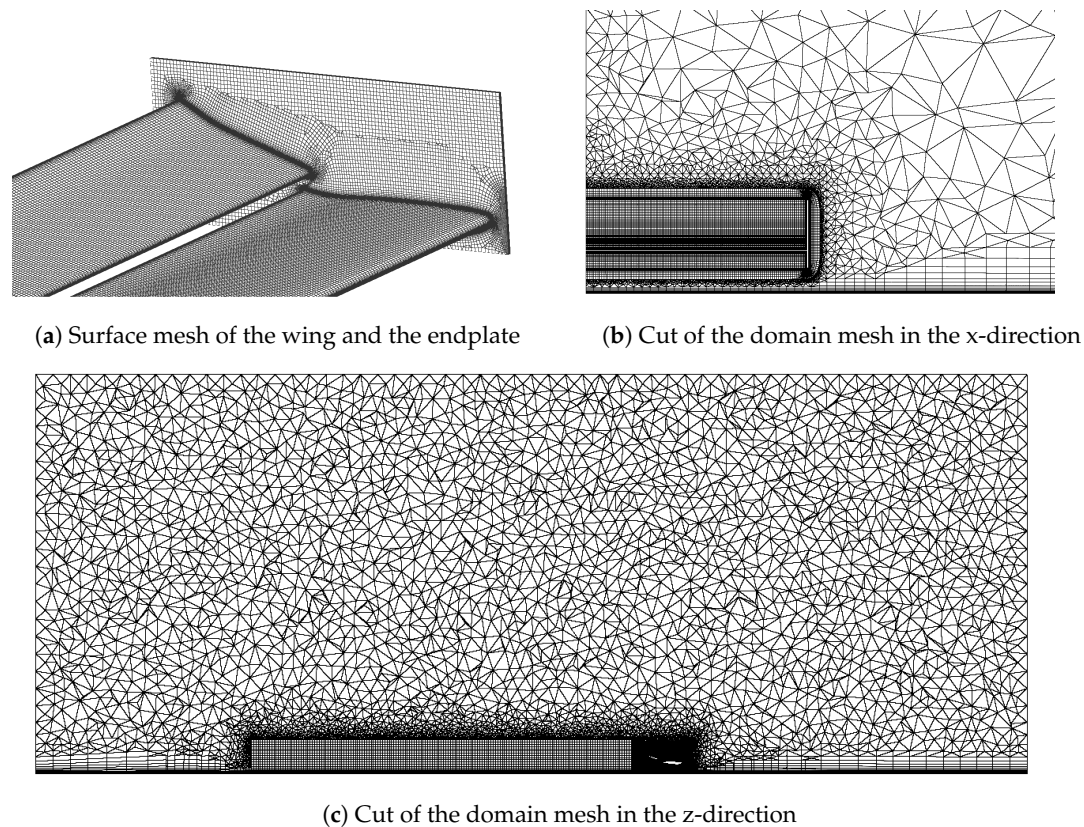 (a) Surface mesh of the wing and the endplate
(b) Cut of the domain mesh in the x-direction
(c) Cut of the domain mesh in the z-direction